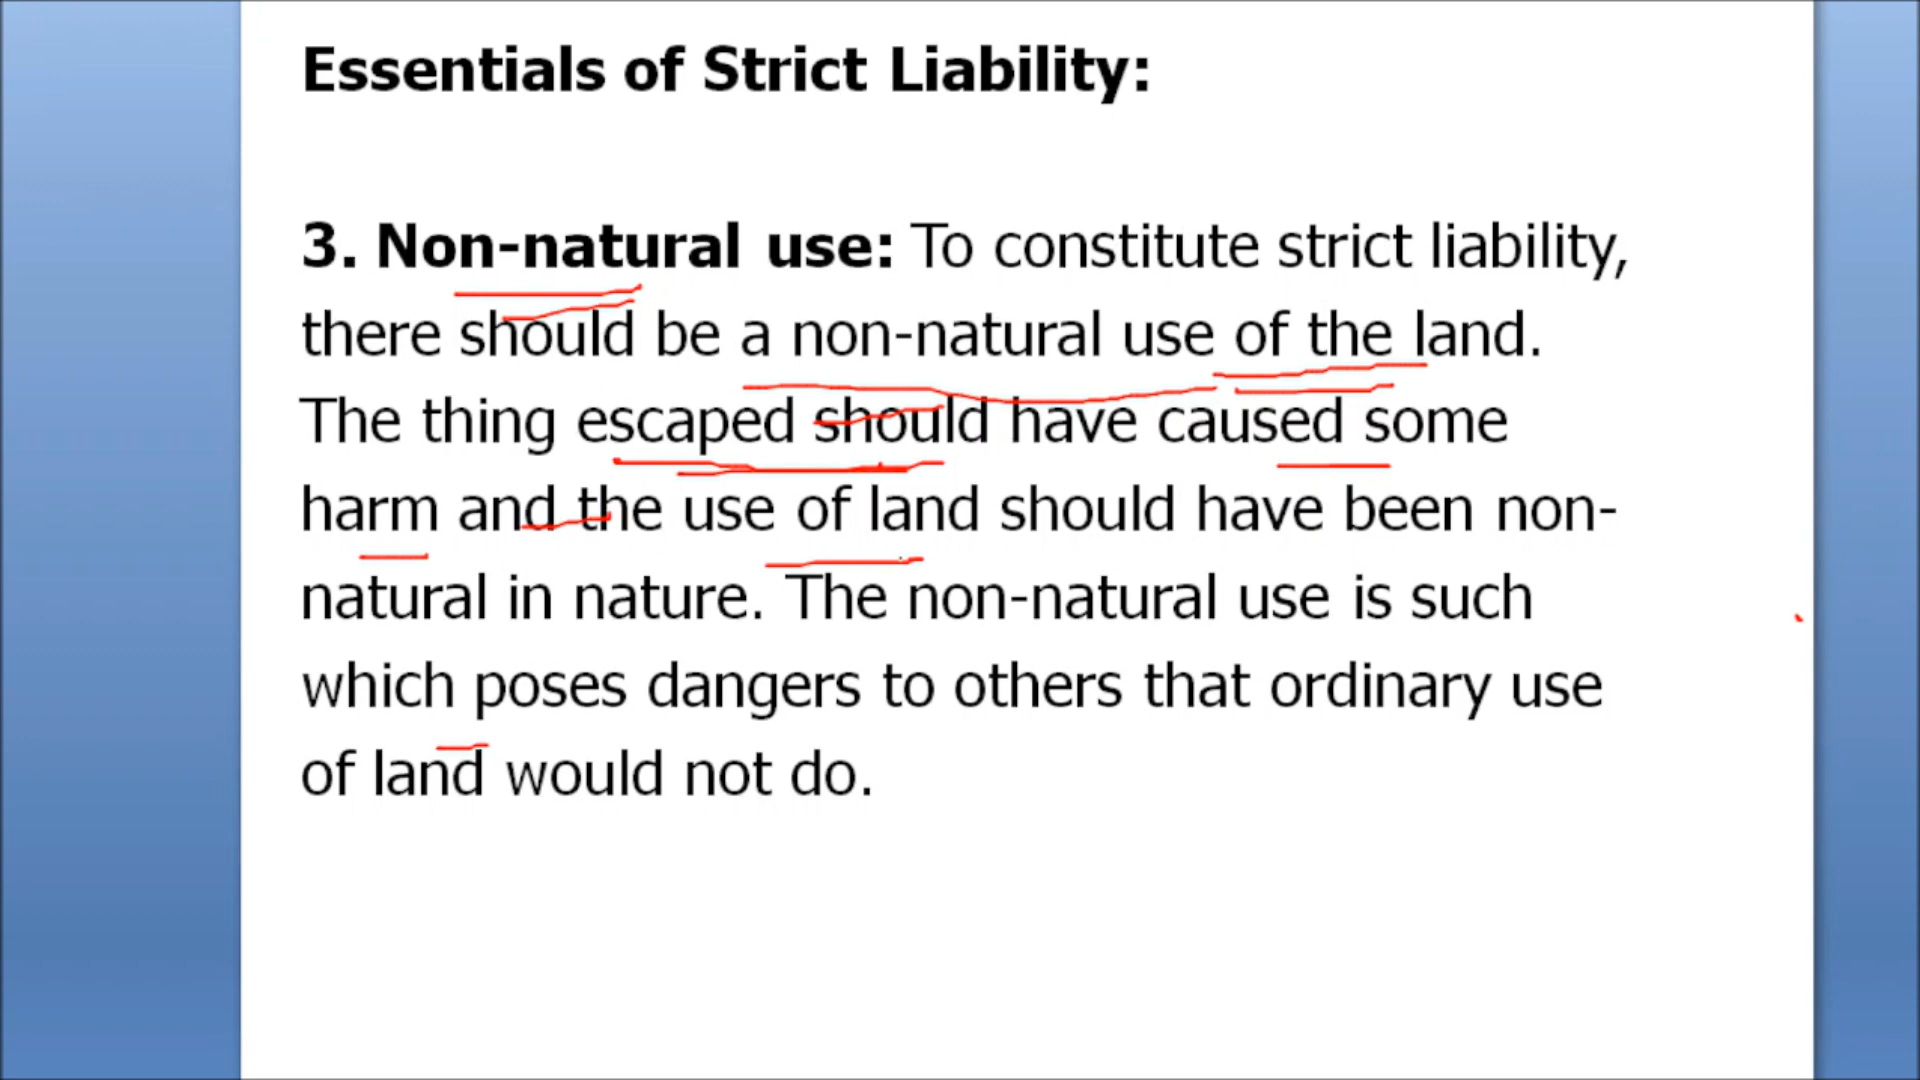 Essentials of Strict Liability:
3. Non-natural use: To constitute strict liability,
there should be a non-natural use of the land.
The thing escaped should have caused some
harm and the use of land should have been non-
natural in nature. The non-natural use is such
which poses dangers to others that ordinary use
of land would not do.